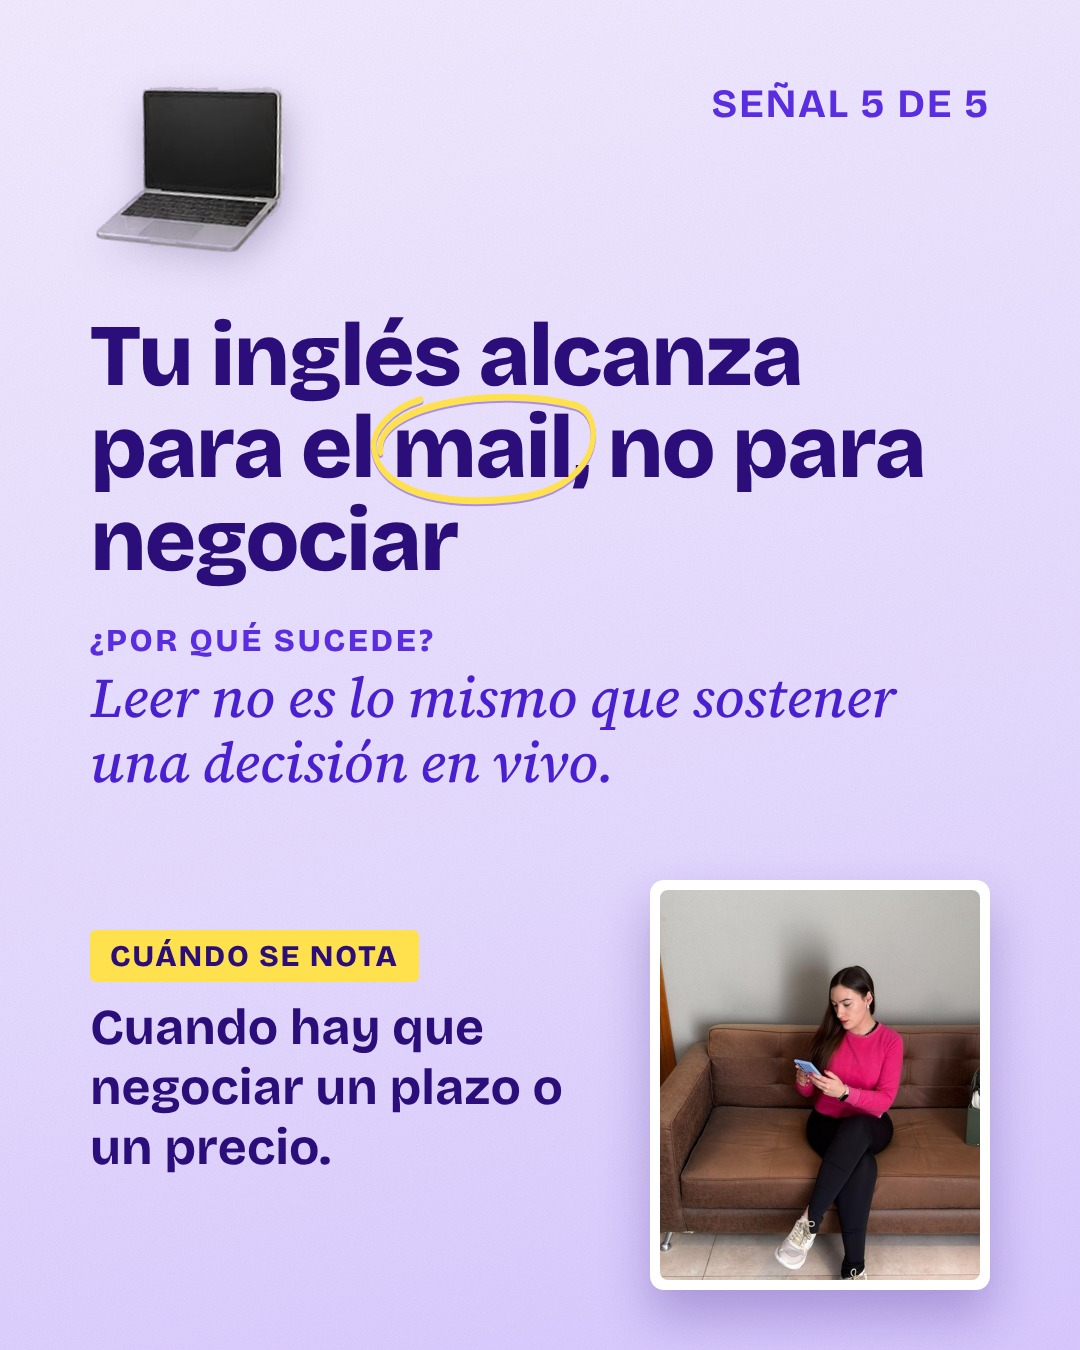 SEÑAL 5 DE 5
Tu inglés alcanza
para el mail, no para
negociar
¿POR QUÉ SUCEDE?
Leer no es lo mismo que sostener
una decisión en vivo.
CUÁNDO SE NOTA
Cuando hay que
negociar un plazo o
un precio.